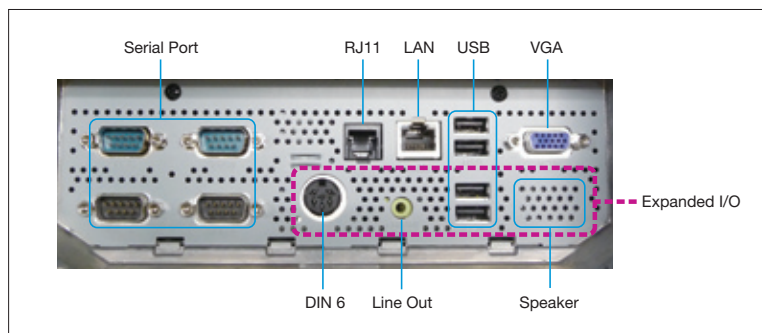 Serial Port RJ11 LAN USB VGA
Expanded I/O
DIN 6 Line Out Speaker